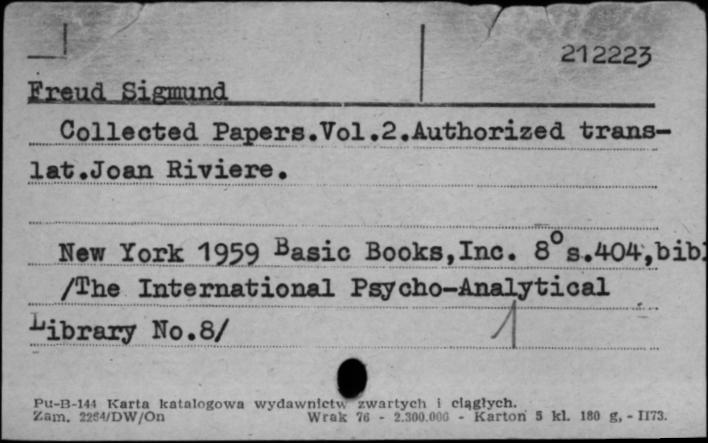 212223
Freud Sigmund
Collected Papers.Vol.2.Authorized trans-
lat.Joan Riviere.
New York 1959 Basic Books,Inc. 8° s.404,bibl
/The International Psycho-Analytical
Library No.8/
1
Pu-B-144 Karta katalogowa wydawnictw zwartych i ciągłych.
Zam. 2264/DW/On Wrak 76 - 2.300.000 - Karton 5 kl. 180 g, - II73.